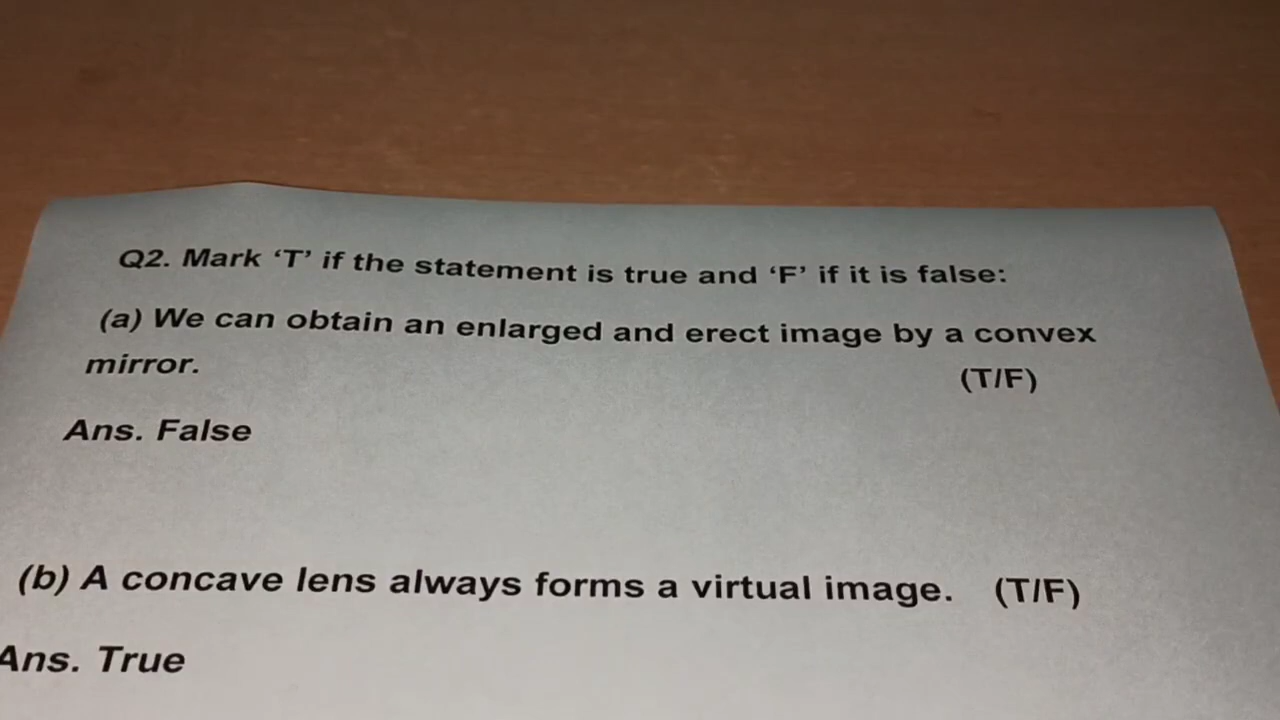 Q2. Mark ‘T’ if the statement is true and ‘F’ if it is false:
(a) We can obtain an enlarged and erect image by a convex
mirror. (T/F)
Ans. False
(b) A concave lens always forms a virtual image. (T/F)
Ans. True